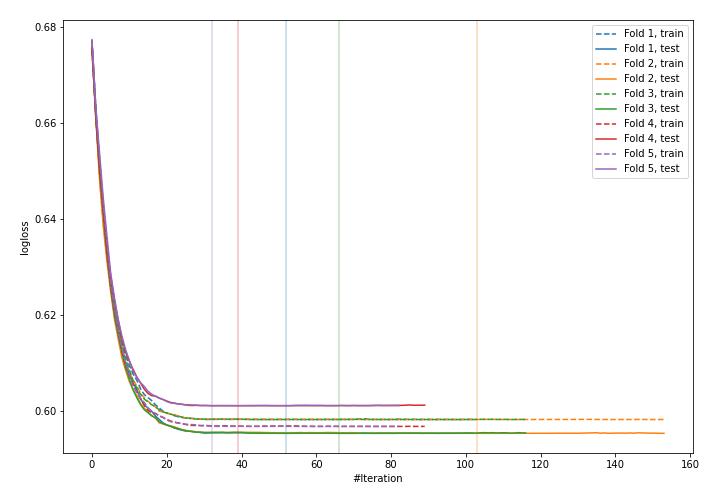 0.68
0.66
0.64
0.62
0.60
logloss
0 20 40 60 80 100 120 140 160
#Iteration
Fold 1, train
Fold 1, test
Fold 2, train
Fold 2, test
Fold 3, train
Fold 3, test
Fold 4, train
Fold 4, test
Fold 5, train
Fold 5, test